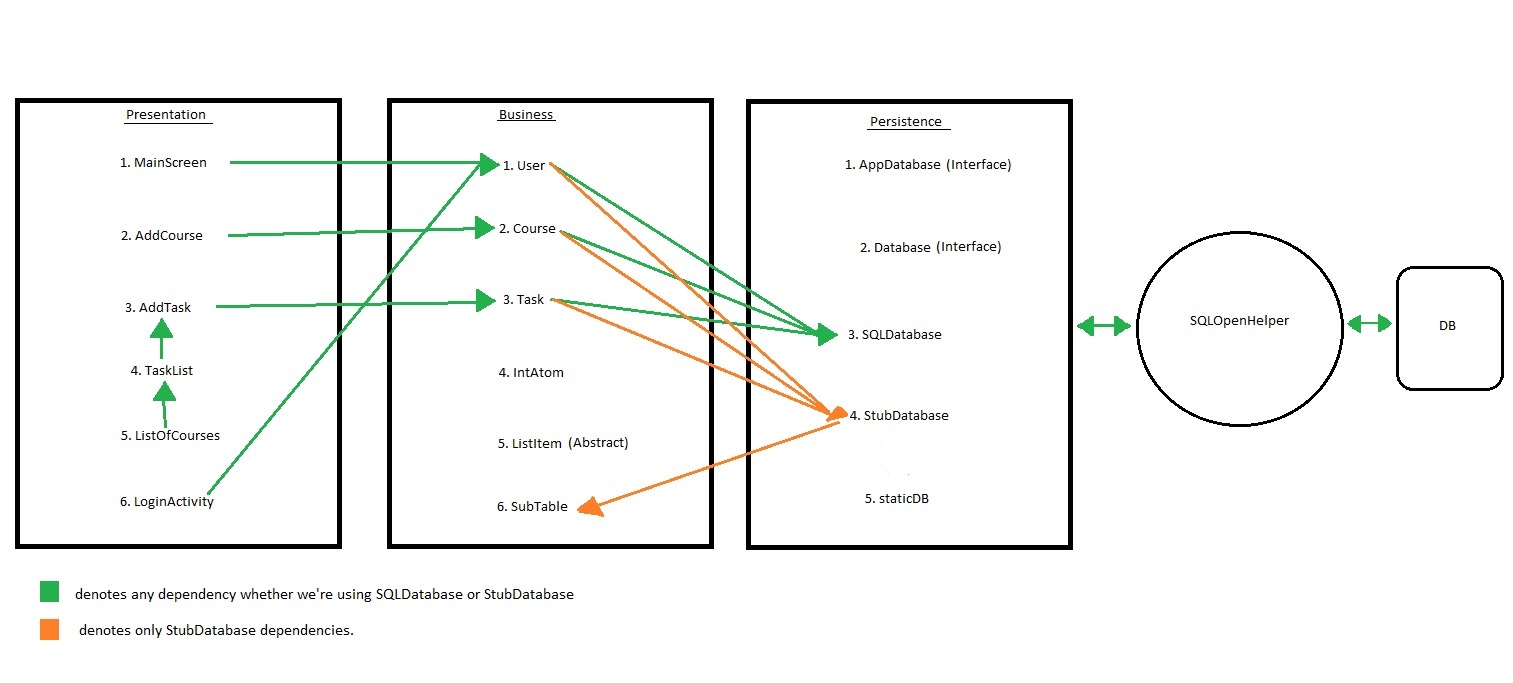 Presentation
1. MainScreen
2. AddCourse
3. AddTask
4. TaskList
5. ListOfCourses
6. LoginActivity
Business
1. User
2. Course
3. Task
4. IntAtom
5. ListItem (Abstract)
6. SubTable
Persistence
1. AppDatabase (Interface)
2. Database (Interface)
3. SQLDatabase
4. StubDatabase
5. staticDB
SQLOpenHelper
DB
denotes any dependency whether we're using SQLDatabase or StubDatabase
denotes only StubDatabase dependencies.